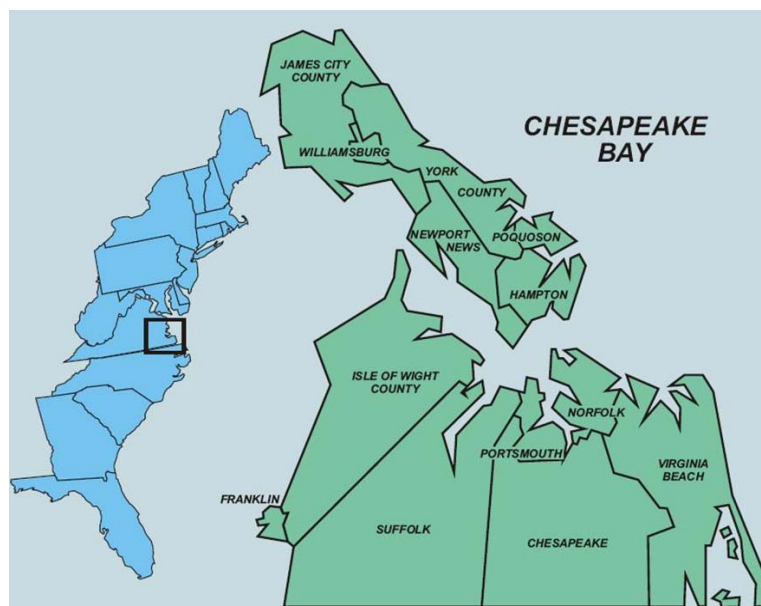 JAMES CITY
COUNTY
CHESAPEAKE
BAY
WILLIAMSBURG
YORK
COUNTY
NEWPORT
NEWS
POQUOSON
HAMPTON
ISLE OF WIGHT
COUNTY
NORFOLK
PORTSMOUTH
VIRGINIA
BEACH
FRANKLIN
SUFFOLK
CHESAPEAKE